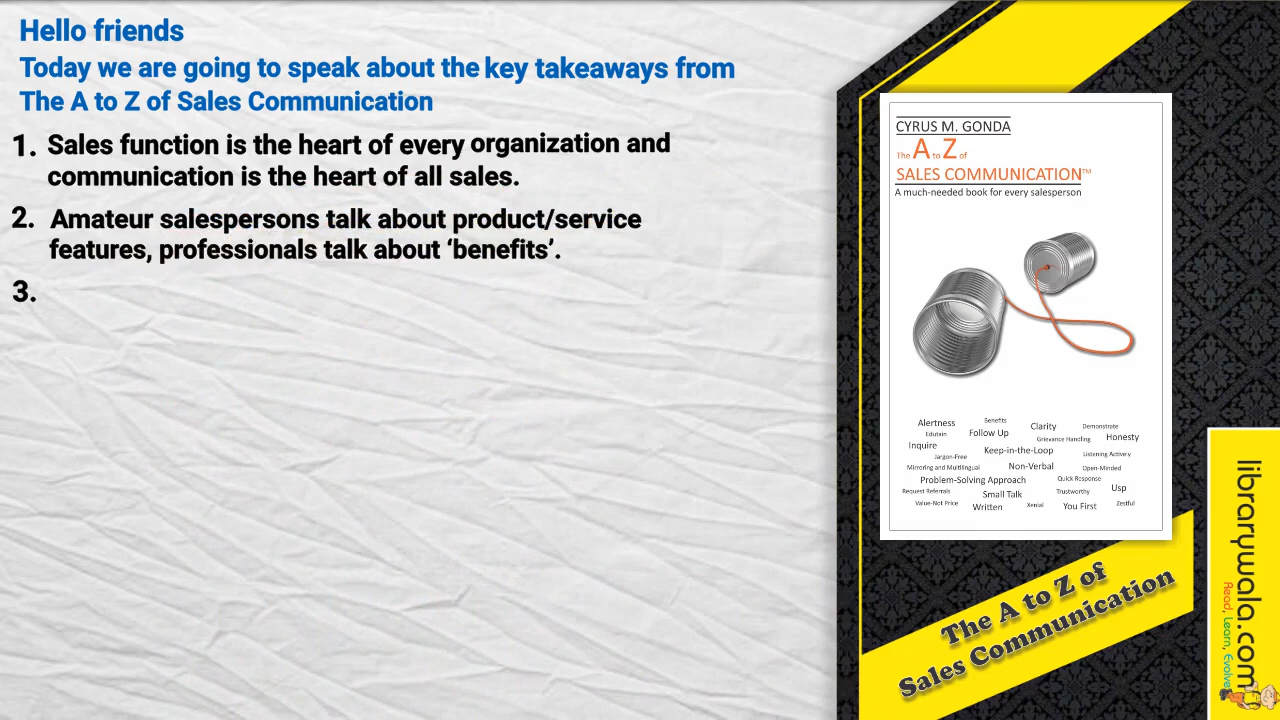 Hello friends
Today we are going to speak about the key takeaways from
The A to Z of Sales Communication
1. Sales function is the heart of every organization and
communication is the heart of all sales.
2. Amateur salespersons talk about product/service
features, professionals talk about ‘benefits’.
3.
CYRUS M. GONDA
The A to Z of
SALES COMMUNICATION™
A much-needed book for every salesperson
Alertness Benefits Clarity Demonstrate
Edutain Follow Up Grievance Handling Honesty
Inquire Keep-in-the-Loop Listening Actively
Jargon-Free
Mirroring and Multilingual Non-Verbal Open-Minded
Problem-Solving Approach Quick Response
Request Referrals Small Talk Trustworthy Usp
Value-Not Price Written Xenial You First Zestful
The A to Z of
Sales Communication
librarywala.com
Read, Learn, Evolve